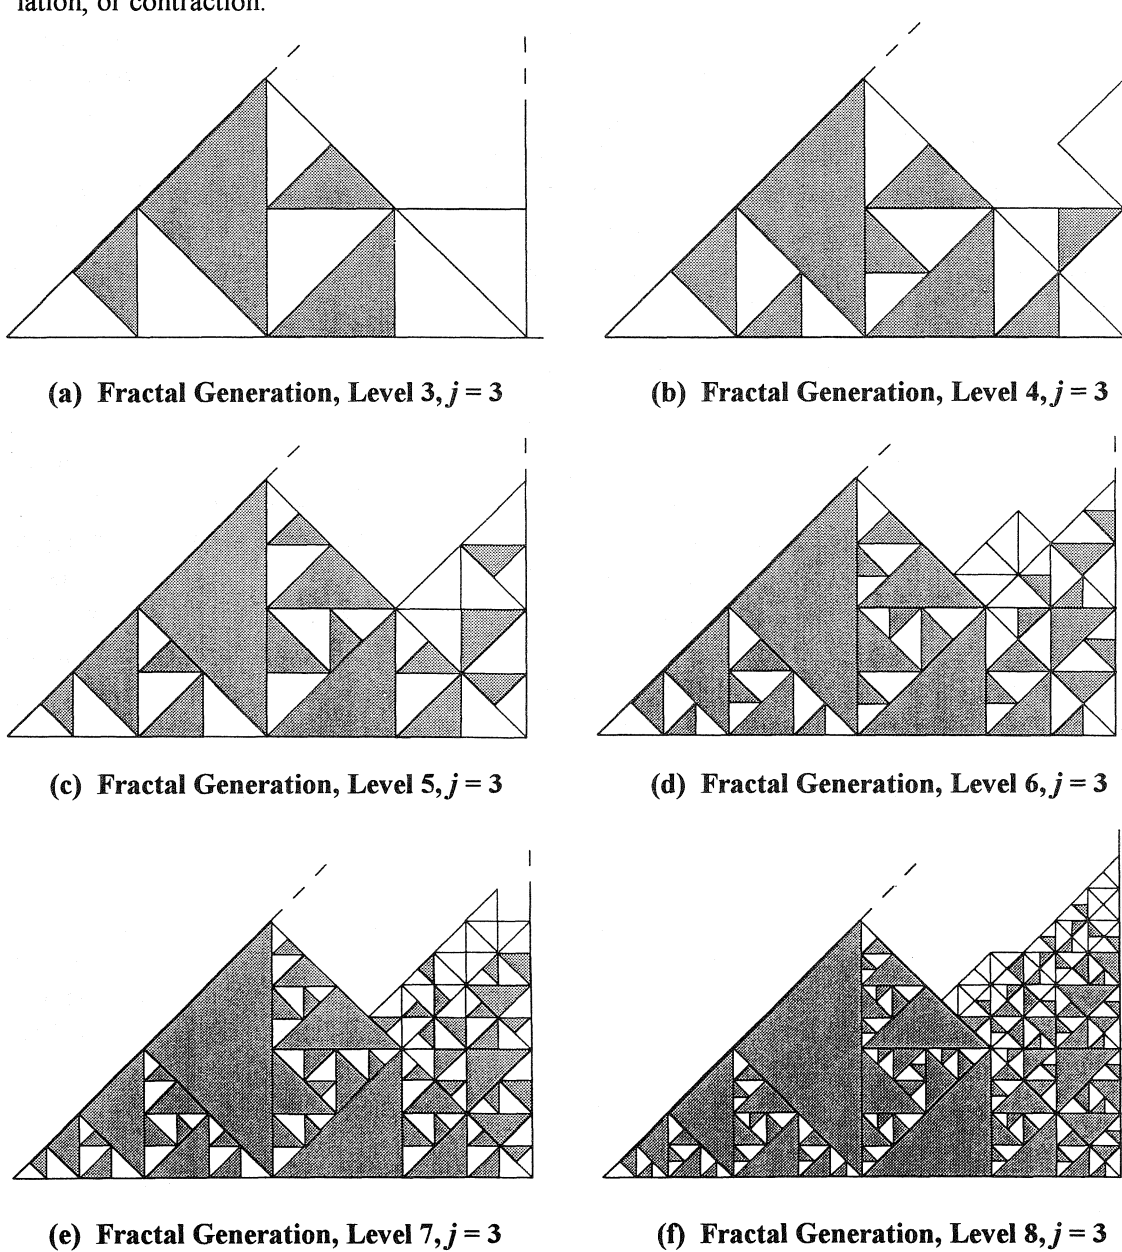 lation, or contraction.
(a) Fractal Generation, Level 3, j = 3
(b) Fractal Generation, Level 4, j = 3
(c) Fractal Generation, Level 5, j = 3
(d) Fractal Generation, Level 6, j = 3
(e) Fractal Generation, Level 7, j = 3
(f) Fractal Generation, Level 8, j = 3